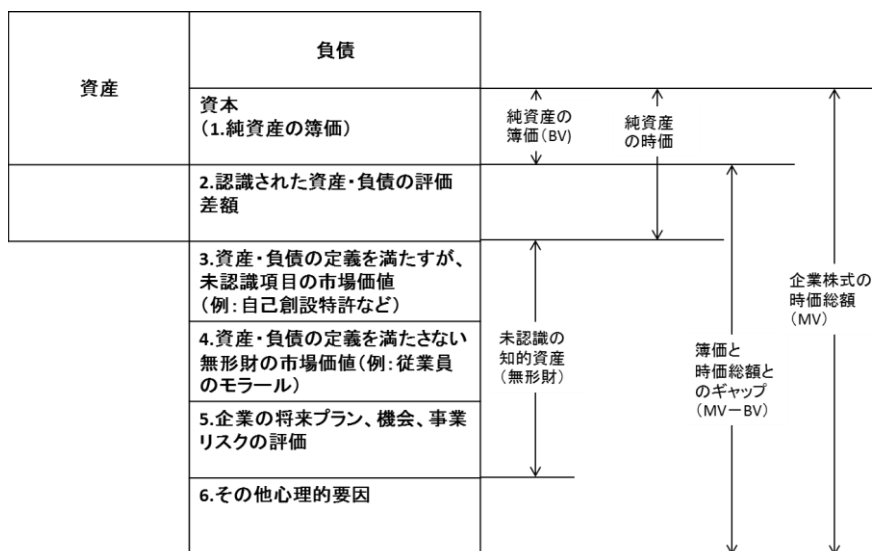 資産
負債
資本
（1.純資産の簿価）
2.認識された資産・負債の評価
差額
3.資産・負債の定義を満たすが、
未認識項目の市場価値
（例：自己創設特許など）
4.資産・負債の定義を満たさない
無形財の市場価値（例：従業員
のモラール）
5.企業の将来プラン、機会、事業
リスクの評価
6.その他心理的要因
純資産の
簿価（BV)
純資産
の時価
未認識の
知的資産
（無形財）
簿価と
時価総額と
のギャップ
（MV－BV）
企業株式の
時価総額
（MV）